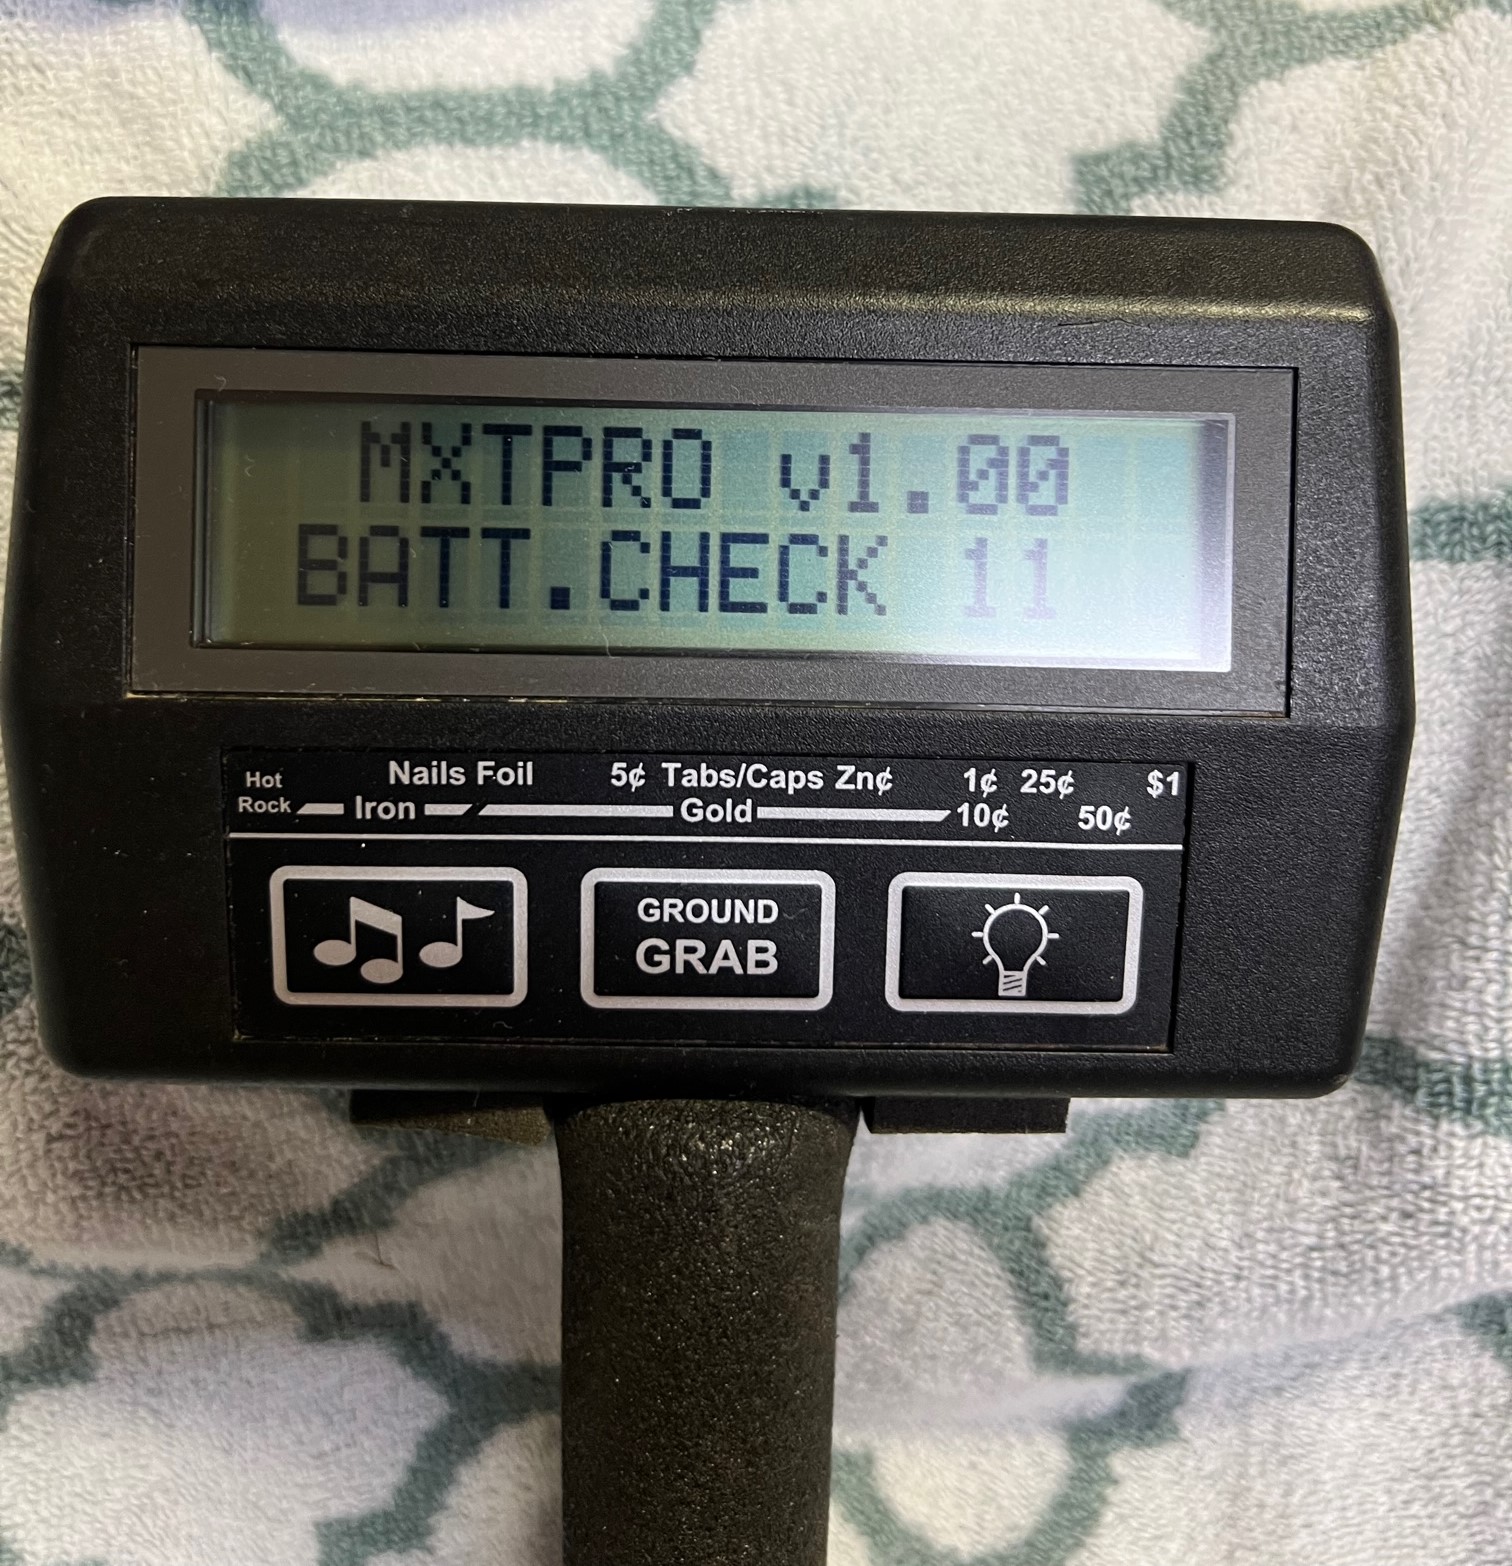 MXTPRO v1.00
BATT.CHECK 11
Hot Nails Foil 5¢ Tabs/Caps Zn¢ 1¢ 25¢ $1
Rock Iron Gold 10¢ 50¢
GROUND
GRAB